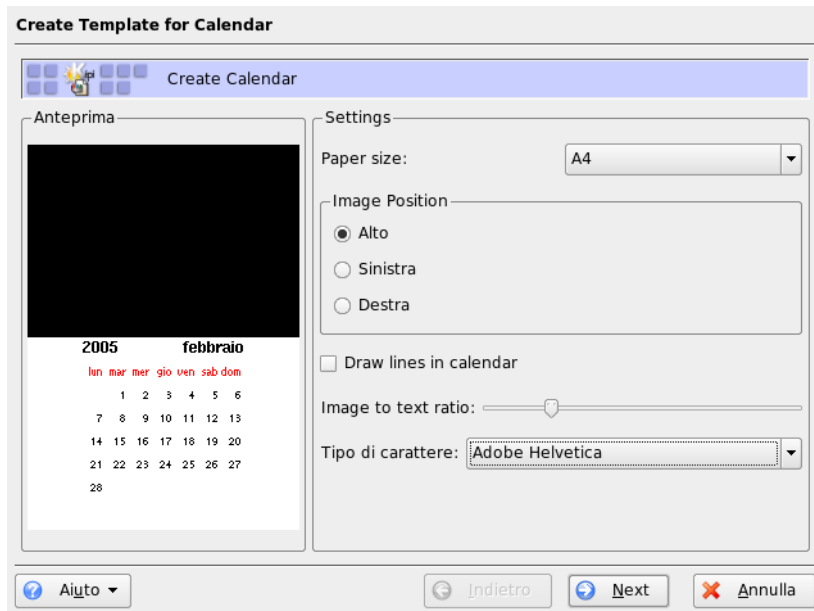 Create Template for Calendar
Create Calendar
Anteprima
2005 febbraio
lun mar mer gio ven sab dom
1 2 3 4 5 6
7 8 9 10 11 12 13
14 15 16 17 18 19 20
21 22 23 24 25 26 27
28
Settings
Paper size: A4
Image Position
Alto
Sinistra
Destra
Draw lines in calendar
Image to text ratio:
Tipo di carattere: Adobe Helvetica
Aiuto Indietro Next Annulla